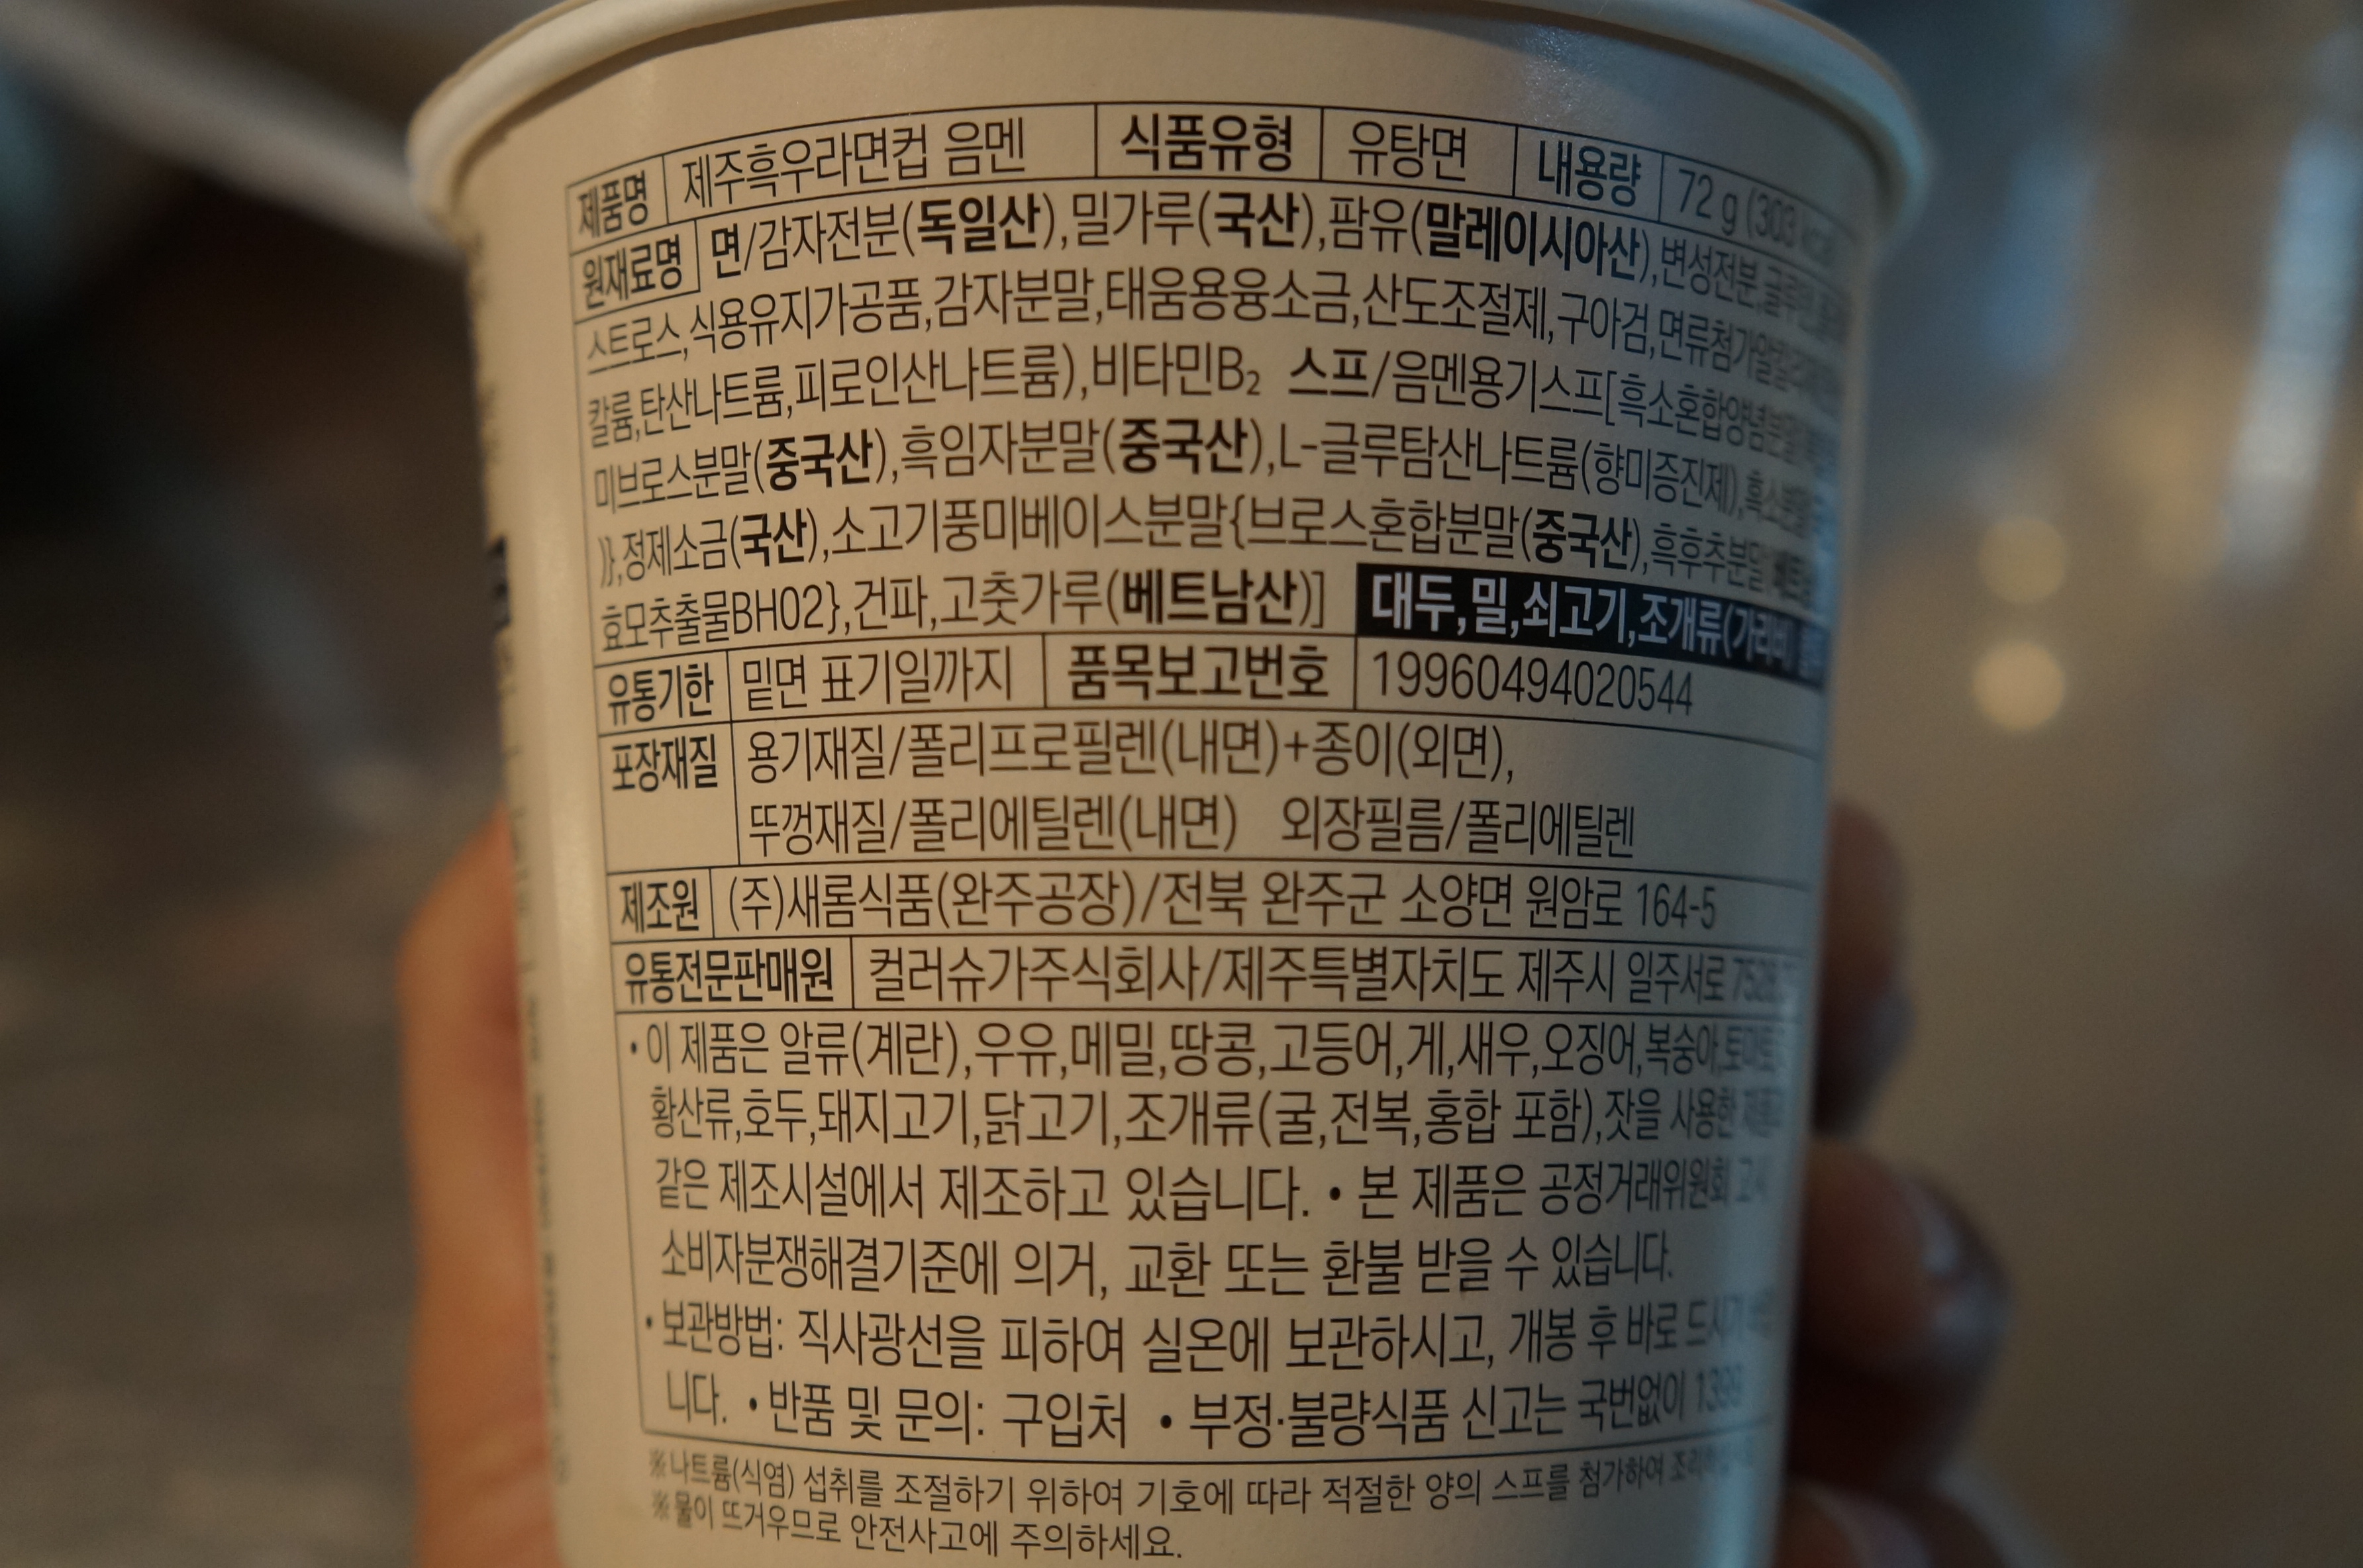 제품명 제주흑우라면컵 음멘 식품유형 유탕면 내용량 72 g (303
원재료명 면/감자전분(독일산),밀가루(국산),팜유(말레이시아산),변성전분,글루텐,
스트로스,식용유지가공품,감자분말,태움용융소금,산도조절제,구아검,면류첨가알칼리제
칼륨,탄산나트륨,피로인산나트륨),비타민B₂ 스프/음멘용기스프[흑소혼합양념분말
미브로스분말(중국산),흑임자분말(중국산),L-글루탐산나트륨(향미증진제),
)},정제소금(국산),소고기풍미베이스분말{브로스혼합분말(중국산),흑후추분말
효모추출물BH02},건파,고춧가루(베트남산)] 대두,밀,쇠고기,조개류(가리비)
유통기한 밑면 표기일까지 품목보고번호 19960494020544
포장재질 용기재질/폴리프로필렌(내면)+종이(외면),
뚜껑재질/폴리에틸렌(내면) 외장필름/폴리에틸렌
제조원 (주)새롬식품(완주공장)/전북 완주군 소양면 원암로 164-5
유통전문판매원 컬러슈가주식회사/제주특별자치도 제주시 일주서로
• 이 제품은 알류(계란),우유,메밀,땅콩,고등어,게,새우,오징어,복숭아,토마토
황산류,호두,돼지고기,닭고기,조개류(굴,전복,홍합 포함),잣을 사용한
같은 제조시설에서 제조하고 있습니다. • 본 제품은 공정거래위원회 고시
소비자분쟁해결기준에 의거, 교환 또는 환불 받을 수 있습니다.
• 보관방법: 직사광선을 피하여 실온에 보관하시고, 개봉 후 바로 드시기
니다. • 반품 및 문의: 구입처 • 부정·불량식품 신고는 국번없이 1399
※나트륨(식염) 섭취를 조절하기 위하여 기호에 따라 적절한 양의 스프를 첨가하여
※물이 뜨거우므로 안전사고에 주의하세요.